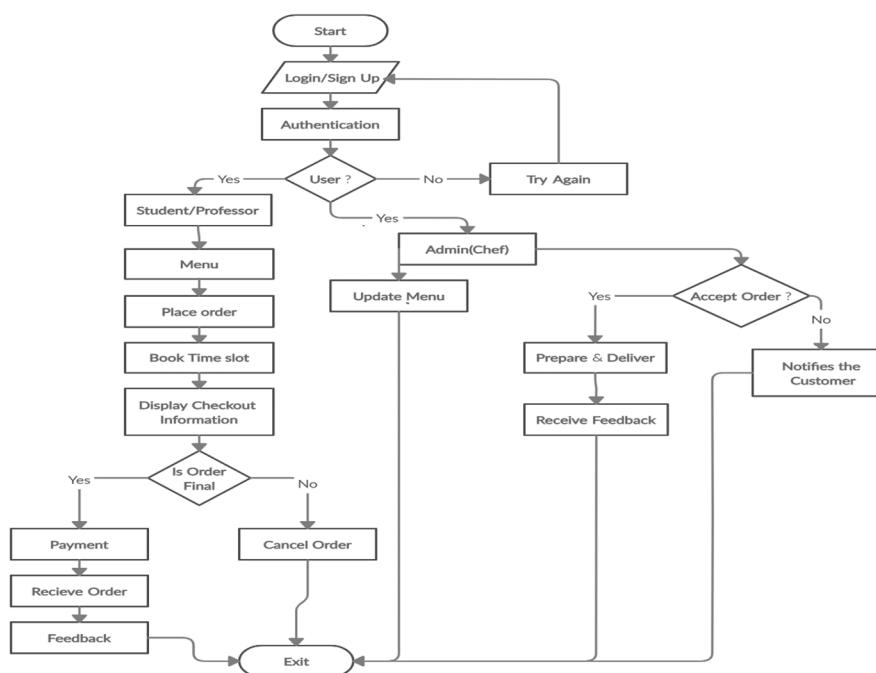 Start
Login/Sign Up
Authentication
User ?
Yes
No
Try Again
Student/Professor
Yes
Admin(Chef)
Menu
Update Menu
Accept Order ?
Yes
No
Place order
Book Time slot
Prepare & Deliver
Notifies the
Customer
Display Checkout
Information
Receive Feedback
Is Order
Final
Yes
No
Payment
Cancel Order
Recieve Order
Feedback
Exit